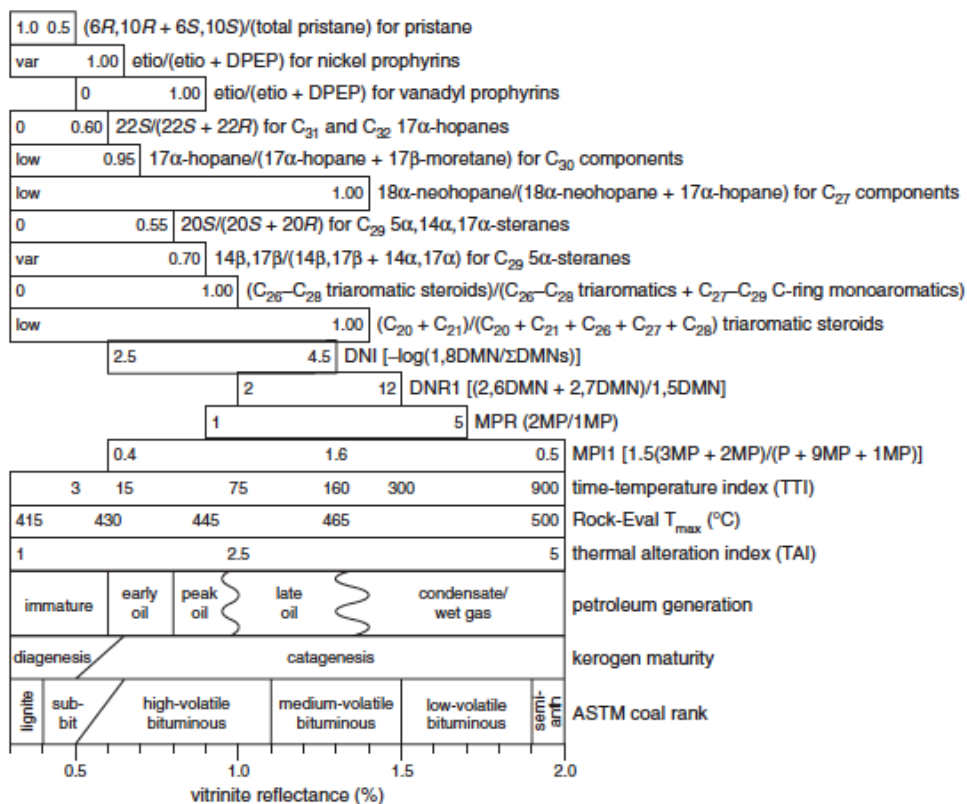 1.0 0.5 (6R,10R + 6S,10S)/(total pristane) for pristane
var 1.00 etio/(etio + DPEP) for nickel prophyrins
0 1.00 etio/(etio + DPEP) for vanadyl prophyrins
0 0.60 22S/(22S + 22R) for C31 and C32 17α-hopanes
low 0.95 17α-hopane/(17α-hopane + 17β-moretane) for C30 components
low 1.00 18α-neohopane/(18α-neohopane + 17α-hopane) for C27 components
0 0.55 20S/(20S + 20R) for C29 5α,14α,17α-steranes
var 0.70 14β,17β/(14β,17β + 14α,17α) for C29 5α-steranes
0 1.00 (C26–C28 triaromatic steroids)/(C26–C28 triaromatics + C27–C29 C-ring monoaromatics)
low 1.00 (C20 + C21)/(C20 + C21 + C26 + C27 + C28) triaromatic steroids
2.5 4.5 DNI [–log(1,8DMN/ΣDMNs)]
2 12 DNR1 [(2,6DMN + 2,7DMN)/1,5DMN]
1 5 MPR (2MP/1MP)
0.4 1.6 0.5 MPI1 [1.5(3MP + 2MP)/(P + 9MP + 1MP)]
3 15 75 160 300 900 time-temperature index (TTI)
415 430 445 465 500 Rock-Eval Tmax (°C)
1 2.5 5 thermal alteration index (TAI)
immature early oil peak oil late oil condensate/ wet gas petroleum generation
diagenesis catagenesis kerogen maturity
lignite sub- bit high-volatile bituminous medium-volatile bituminous low-volatile bituminous semi- anth ASTM coal rank
0.5 1.0 1.5 2.0
vitrinite reflectance (%)